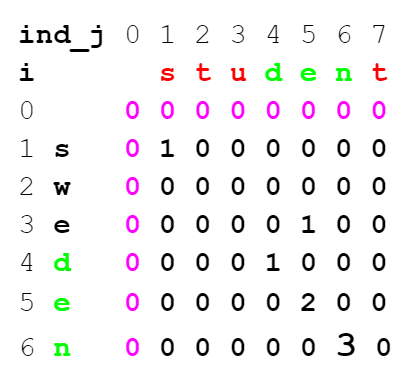 ind_j 0 1 2 3 4 5 6 7
i s t u d e n t
0 0 0 0 0 0 0 0 0
1 s 0 1 0 0 0 0 0 0
2 w 0 0 0 0 0 0 0 0
3 e 0 0 0 0 0 1 0 0
4 d 0 0 0 0 1 0 0 0
5 e 0 0 0 0 0 2 0 0
6 n 0 0 0 0 0 0 3 0